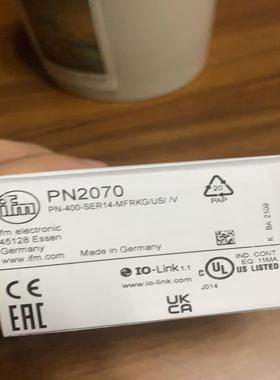 ifm
PN2070
PN-400-SER14-MFRKG/US/ /V
ifm electronic
45128 Essen
Germany
www.ifm.com
Made in Germany
20
PAP
K BA 2109
IO-Link 1.1
www.io-link.com
C UL US LISTED
IND. CONT.
EQ. 11MA
J014
CE
EAC
UK
CA